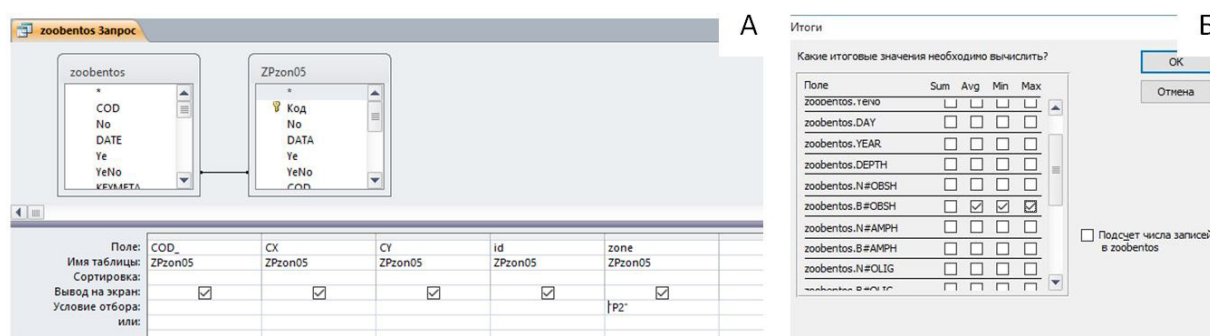 zoobentos Запрос
А
zoobentos
*
COD
No
DATE
Ye
YeNo
KEYMETA
ZPzon05
*
Код
No
DATA
Ye
YeNo
COD
Поле: COD_ CX CY id zone
Имя таблицы: ZPzon05 ZPzon05 ZPzon05 ZPzon05 ZPzon05
Сортировка:
Вывод на экран:
Условие отбора: "P2"
или:
Итоги
Б
Какие итоговые значения необходимо вычислить?
OK
Отмена
Поле Sum Avg Min Max
zoobentos.YeNo
zoobentos.DAY
zoobentos.YEAR
zoobentos.DEPTH
zoobentos.N#OBSH
zoobentos.B#OBSH
zoobentos.N#AMPH
zoobentos.B#AMPH
zoobentos.N#OLIG
zoobentos.B#OLIG
Подсчет числа записей
в zoobentos